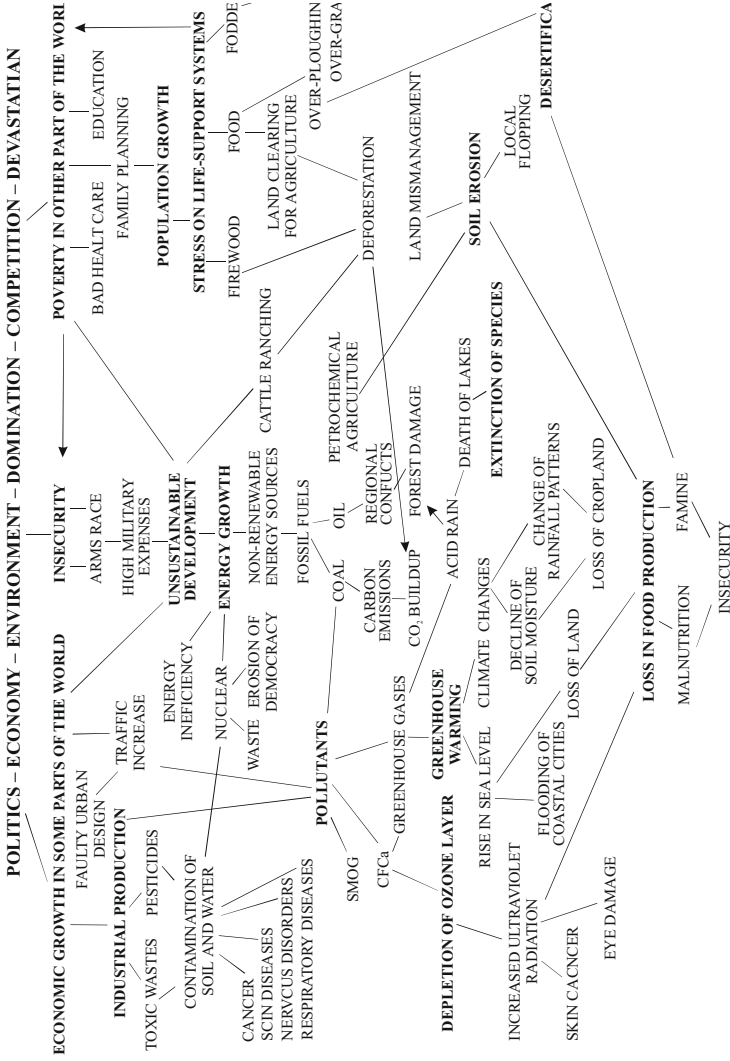 POLITICS – ECONOMY – ENVIRONMENT – DOMINATION – COMPETITION – DEVASTATIAN
ECONOMIC GROWTH IN SOME PARTS OF THE WORLD
INSECURITY
POVERTY IN OTHER PART OF THE WORL
FAULTY URBAN
DESIGN
TRAFFIC
INCREASE
ARMS RACE
HIGH MILITARY
EXPENSES
BAD HEALT CARE
EDUCATION
FAMILY PLANNING
INDUSTRIAL PRODUCTION
TOXIC WASTES
PESTICIDES
ENERGY
INEFICIENCY
UNSUSTAINABLE
DEVELOPMENT
POPULATION GROWTH
STRESS ON LIFE-SUPPORT SYSTEMS
CONTAMINATION OF
SOIL AND WATER
NUCLEAR
ENERGY GROWTH
FIREWOOD
FOOD
FODDE
CANCER
SCIN DISEASES
NERVCUS DISORDERS
RESPIRATORY DISEASES
WASTE
EROSION OF
DEMOCRACY
NON-RENEWABLE
ENERGY SOURCES
CATTLE RANCHING
LAND CLEARING
FOR AGRICULTURE
OVER-PLOUGHIN
OVER-GRA
FOSSIL FUELS
POLLUTANTS
COAL
OIL
PETROCHEMICAL
AGRICULTURE
DEFORESTATION
SMOG
CFCa
GREENHOUSE GASES
CARBON
EMISSIONS
REGIONAL
CONFUCTS
CO₂ BUILDUP
FOREST DAMAGE
LAND MISMANAGEMENT
DEPLETION OF OZONE LAYER
GREENHOUSE
WARMING
ACID RAIN
DEATH OF LAKES
SOIL EROSION
RISE IN SEA LEVEL
CLIMATE CHANGES
EXTINCTION OF SPECIES
LOCAL
FLOPPING
INCREASED ULTRAVIOLET
RADIATION
FLOODING OF
COASTAL CITIES
DECLINE OF
SOIL MOISTURE
CHANGE OF
RAINFALL PATTERNS
DESERTIFICA
SKIN CACNCER
EYE DAMAGE
LOSS OF LAND
LOSS OF CROPLAND
LOSS IN FOOD PRODUCTION
MALNUTRITION
FAMINE
INSECURITY